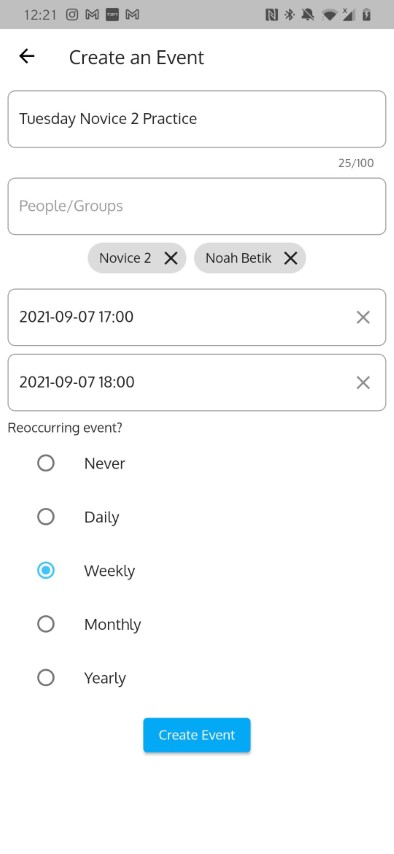 12:21
Create an Event
Tuesday Novice 2 Practice
25/100
People/Groups
Novice 2 Noah Betik
2021-09-07 17:00
2021-09-07 18:00
Reoccurring event?
Never
Daily
Weekly
Monthly
Yearly
Create Event